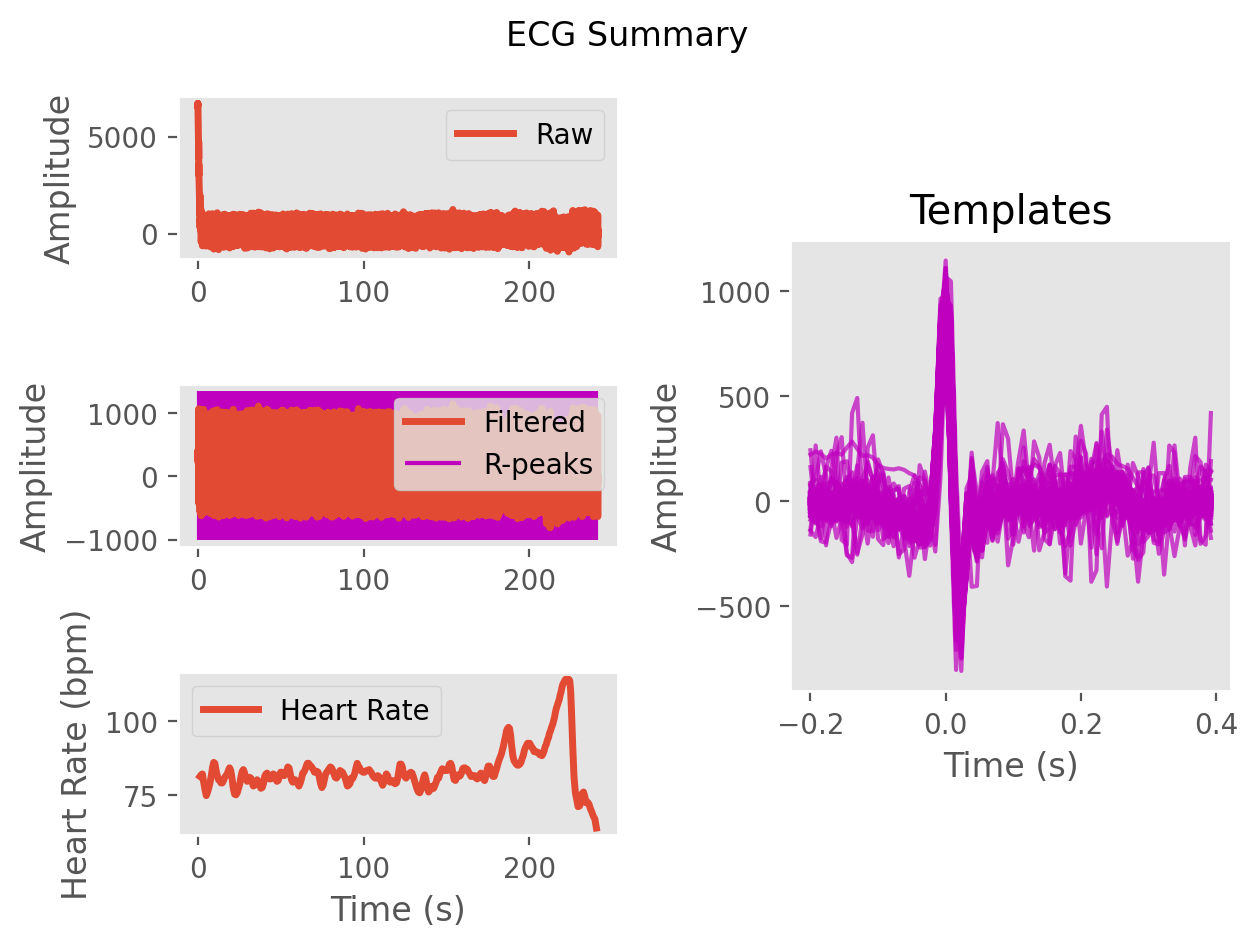 ECG Summary
Amplitude
5000
0
Raw
0 100 200
Amplitude
1000
0
−1000
Filtered
R-peaks
0 100 200
Heart Rate (bpm)
100
75
Heart Rate
0 100 200
Time (s)
Templates
Amplitude
1000
500
0
−500
−0.2 0.0 0.2 0.4
Time (s)